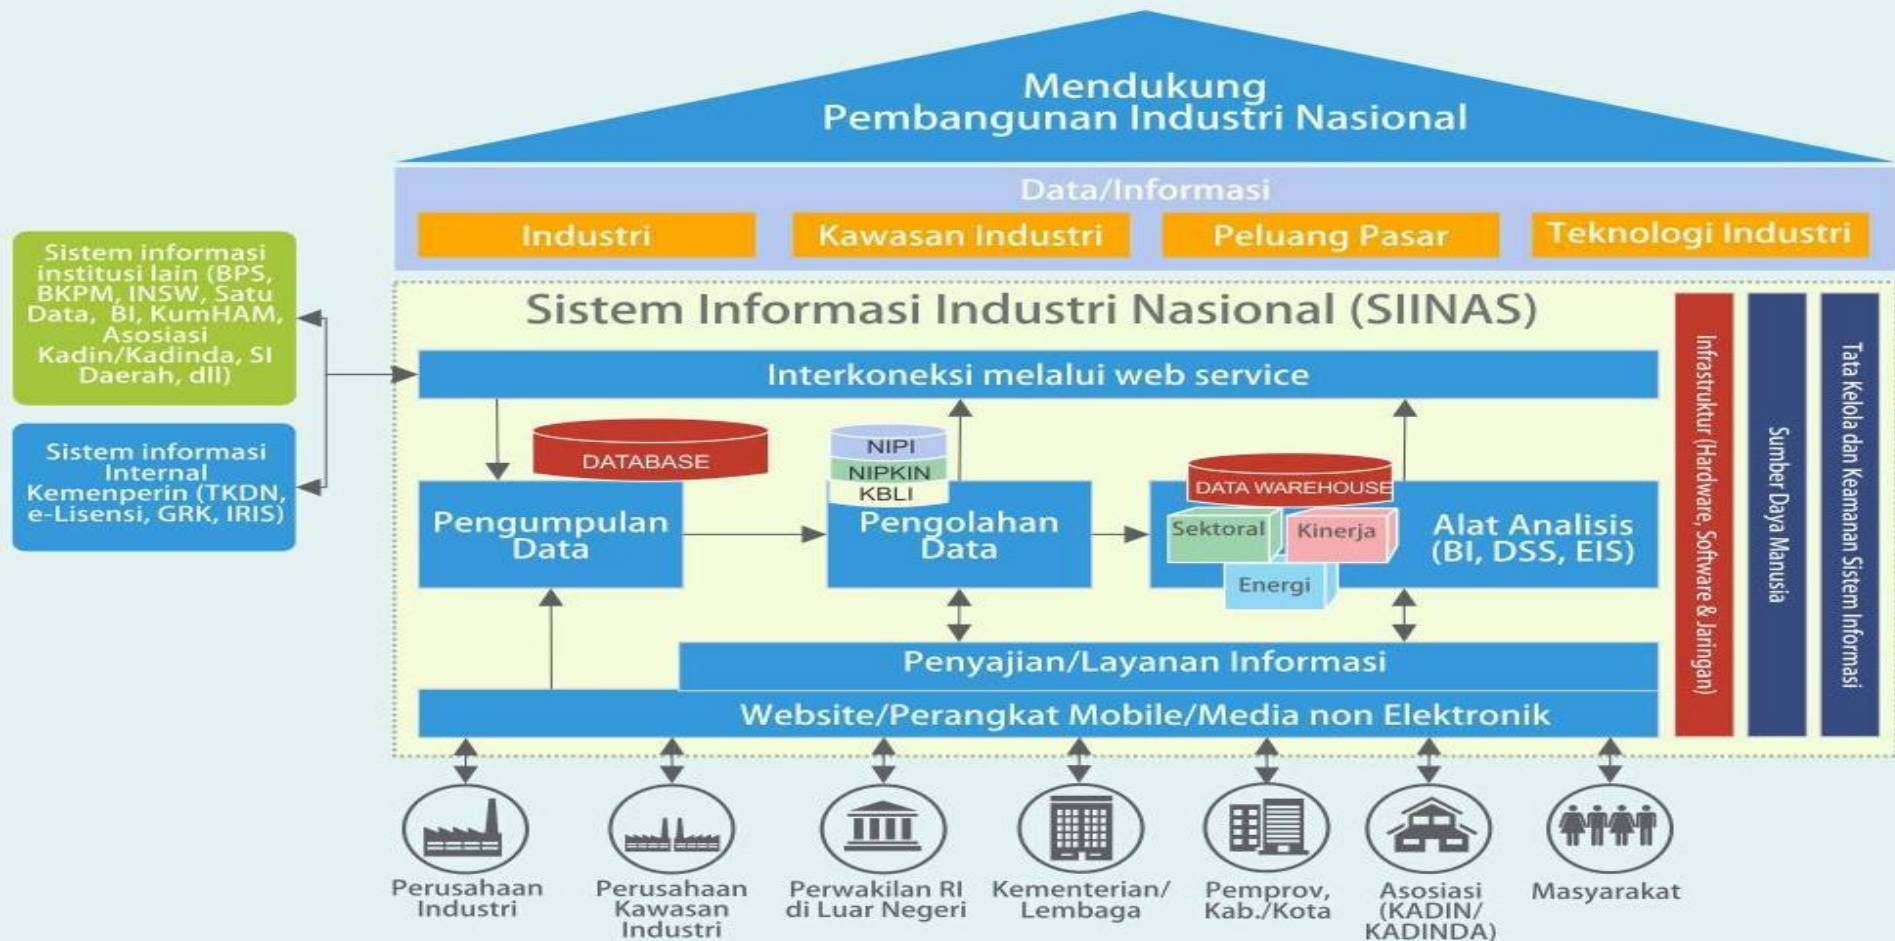 Mendukung
Pembangunan Industri Nasional
Data/Informasi
Industri
Kawasan Industri
Peluang Pasar
Teknologi Industri
Sistem informasi
institusi lain (BPS,
BKPM, INSW, Satu
Data, BI, KumHAM,
Asosiasi
Kadin/Kadinda, SI
Daerah, dll)
Sistem informasi
Internal
Kemenperin (TKDN,
e-Lisensi, GRK, IRIS)
Sistem Informasi Industri Nasional (SIINAS)
Interkoneksi melalui web service
DATABASE
Pengumpulan
Data
NIPI
NIPKIN
KBLI
Pengolahan
Data
DATA WAREHOUSE
Sektoral
Kinerja
Energi
Alat Analisis
(BI, DSS, EIS)
Penyajian/Layanan Informasi
Website/Perangkat Mobile/Media non Elektronik
Infrastruktur (Hardware, Software & Jaringan)
Sumber Daya Manusia
Tata Kelola dan Keamanan Sistem Informasi
Perusahaan
Industri
Perusahaan
Kawasan
Industri
Perwakilan RI
di Luar Negeri
Kementerian/
Lembaga
Pemprov,
Kab./Kota
Asosiasi
(KADIN/
KADINDA)
Masyarakat